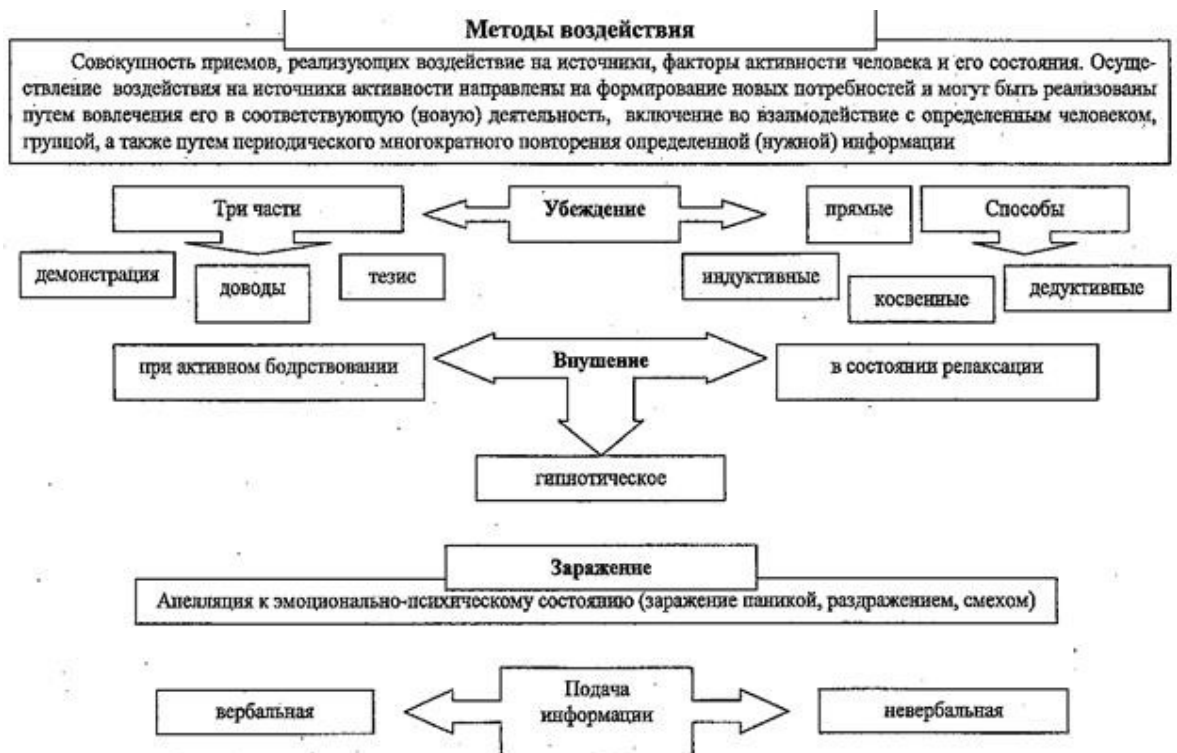 Методы воздействия
Совокупность приемов, реализующих воздействие на источники, факторы активности человека и его состояния. Осуще-
ствление воздействия на источники активности направлены на формирование новых потребностей и могут быть реализованы
путем вовлечения его в соответствующую (новую) деятельность, включение во взаимодействие с определенным человеком,
группой, а также путем периодического многократного повторения определенной (нужной) информации
Три части
Убеждение
прямые
Способы
демонстрация
доводы
тезис
индуктивные
косвенные
дедуктивные
при активном бодрствовании
Внушение
в состоянии релаксации
гипнотическое
Заражение
Апелляция к эмоционально-психическому состоянию (заражение паникой, раздражением, смехом)
вербальная
Подача
информации
невербальная